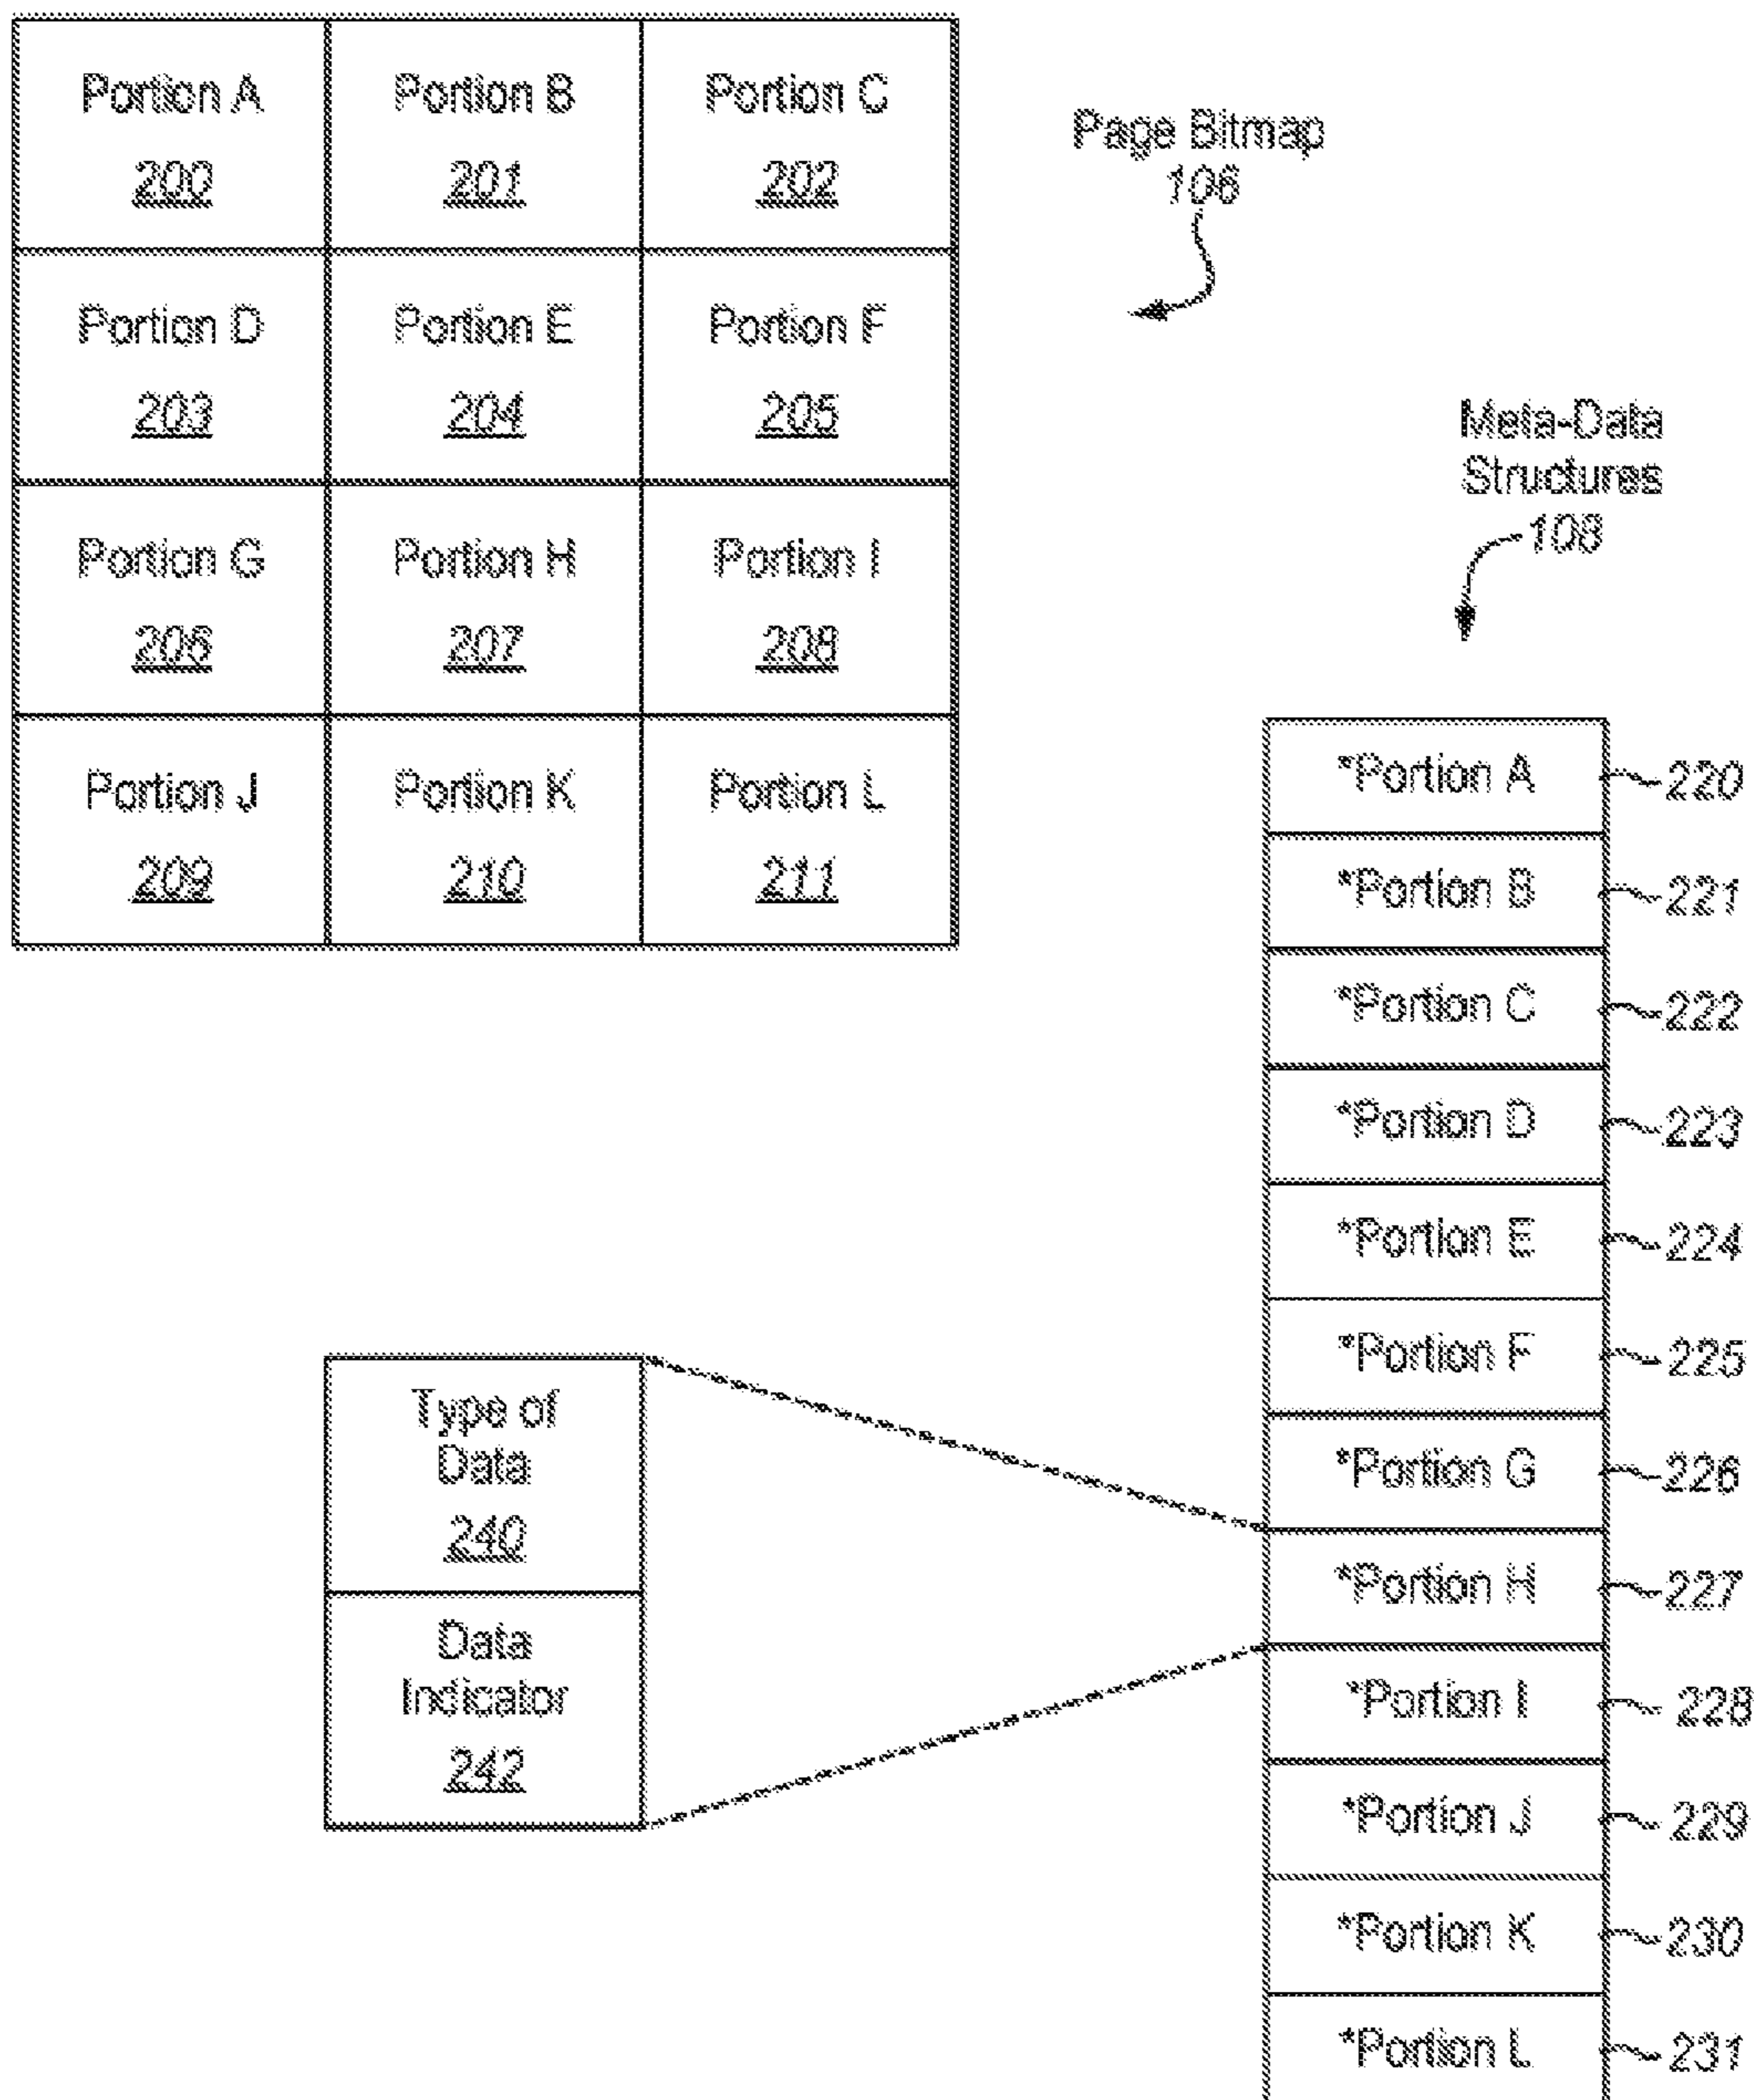 Portion A
200
Portion B
201
Portion C
202
Portion D
203
Portion E
204
Portion F
205
Portion G
206
Portion H
207
Portion I
208
Portion J
209
Portion K
210
Portion L
211
Page Bitmap
106
Meta-Data
Structures
108
*Portion A
220
*Portion B
221
*Portion C
222
*Portion D
223
*Portion E
224
*Portion F
225
*Portion G
226
*Portion H
227
*Portion I
228
*Portion J
229
*Portion K
230
*Portion L
231
Type of
Data
240
Data
Indicator
242